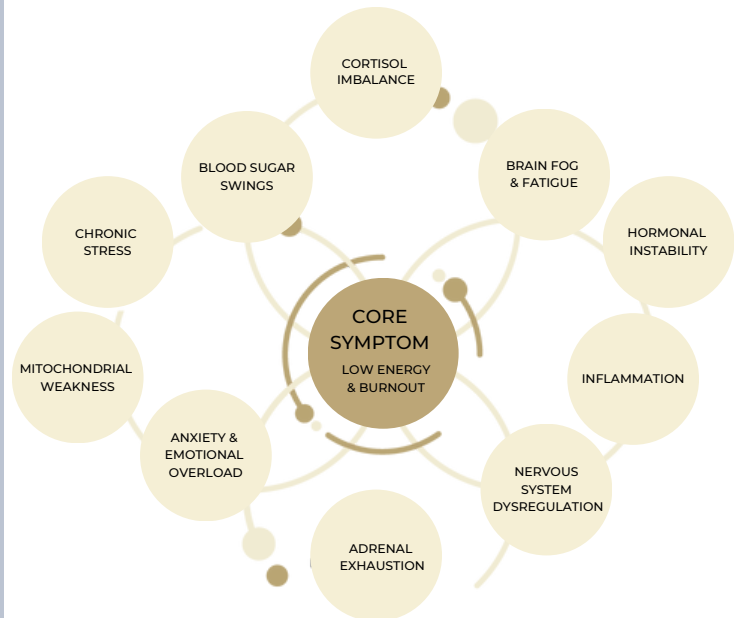 CORTISOL
IMBALANCE
BLOOD SUGAR
SWINGS
BRAIN FOG
& FATIGUE
CHRONIC
STRESS
HORMONAL
INSTABILITY
CORE
SYMPTOM
LOW ENERGY
& BURNOUT
MITOCHONDRIAL
WEAKNESS
INFLAMMATION
ANXIETY &
EMOTIONAL
OVERLOAD
NERVOUS
SYSTEM
DYSREGULATION
ADRENAL
EXHAUSTION